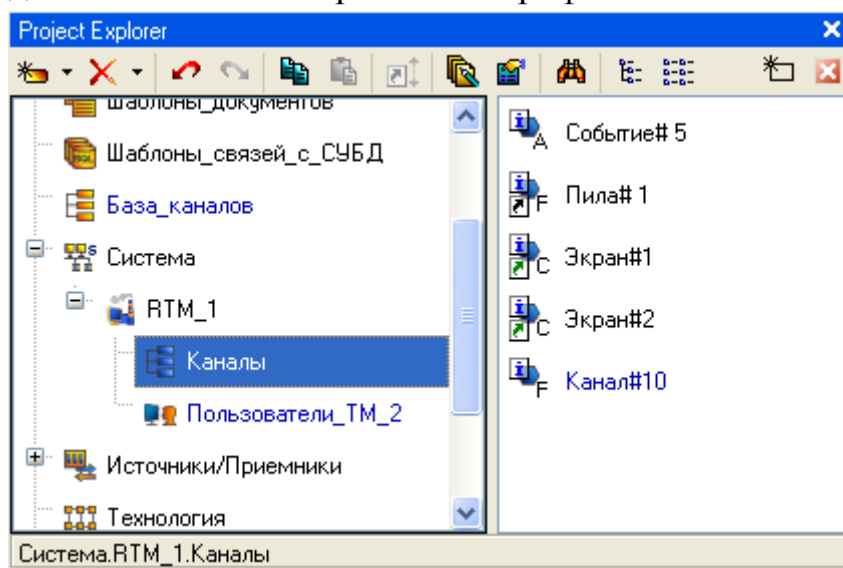 Project Explorer
Шаблоны_документов
Шаблоны_связей_с_СУБД
База_каналов
Система
RTM_1
Каналы
Пользователи_ТМ_2
Источники/Приемники
Технология
Событие# 5
A
Пила# 1
F
Экран#1
C
Экран#2
C
Канал#10
F
Система.RTM_1.Каналы